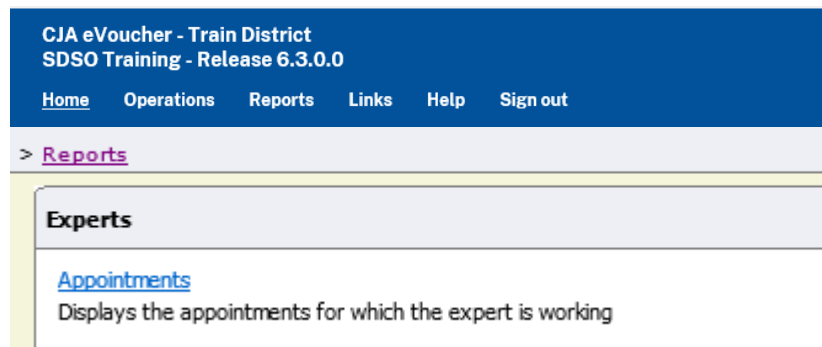 CJA eVoucher - Train District
SDSO Training - Release 6.3.0.0
Home Operations Reports Links Help Sign out
> Reports
Experts
Appointments
Displays the appointments for which the expert is working